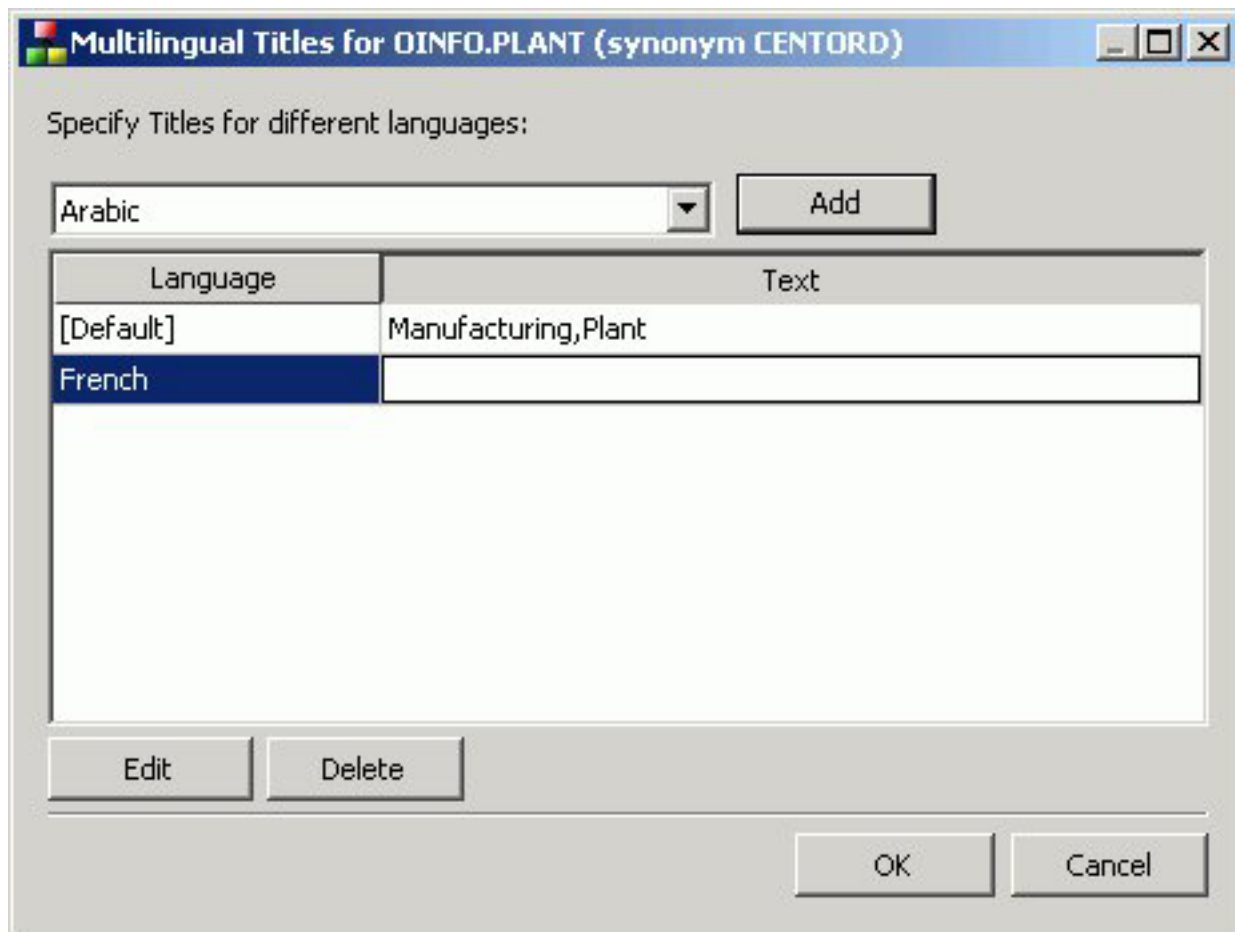 Multilingual Titles for OINFO.PLANT (synonym CENTORD)
Specify Titles for different languages:
Arabic Add
Language Text
[Default] Manufacturing,Plant
French
Edit Delete
OK Cancel